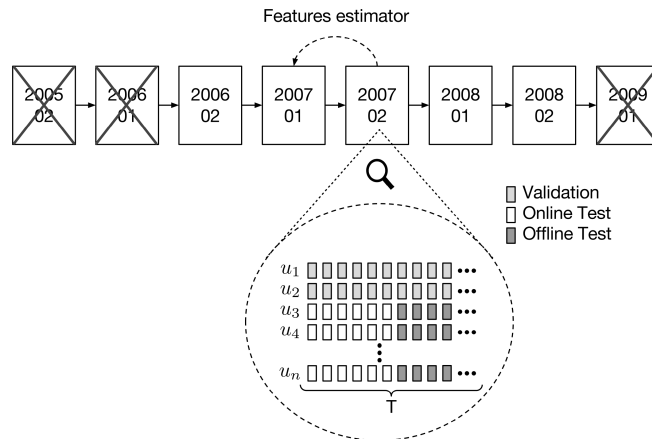 Features estimator
2005
02
2006
01
2006
02
2007
01
2007
02
2008
01
2008
02
2009
01
Validation
Online Test
Offline Test
u1
u2
u3
u4
un
T